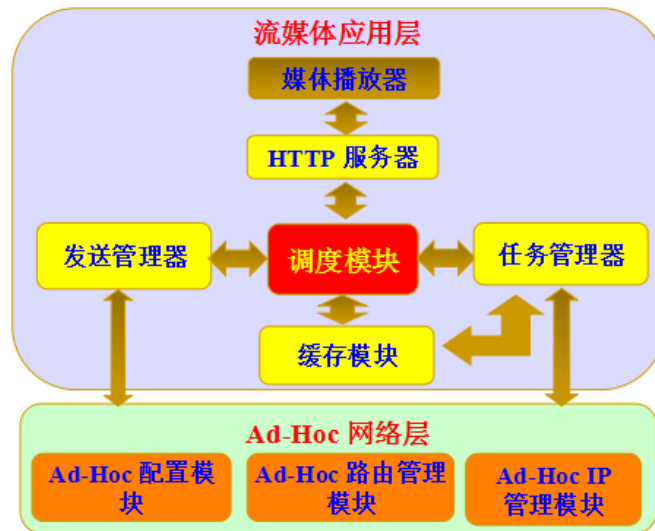 流媒体应用层
媒体播放器
HTTP 服务器
发送管理器
调度模块
任务管理器
缓存模块
Ad-Hoc 网络层
Ad-Hoc 配置模
块
Ad-Hoc 路由管理
模块
Ad-Hoc IP
管理模块